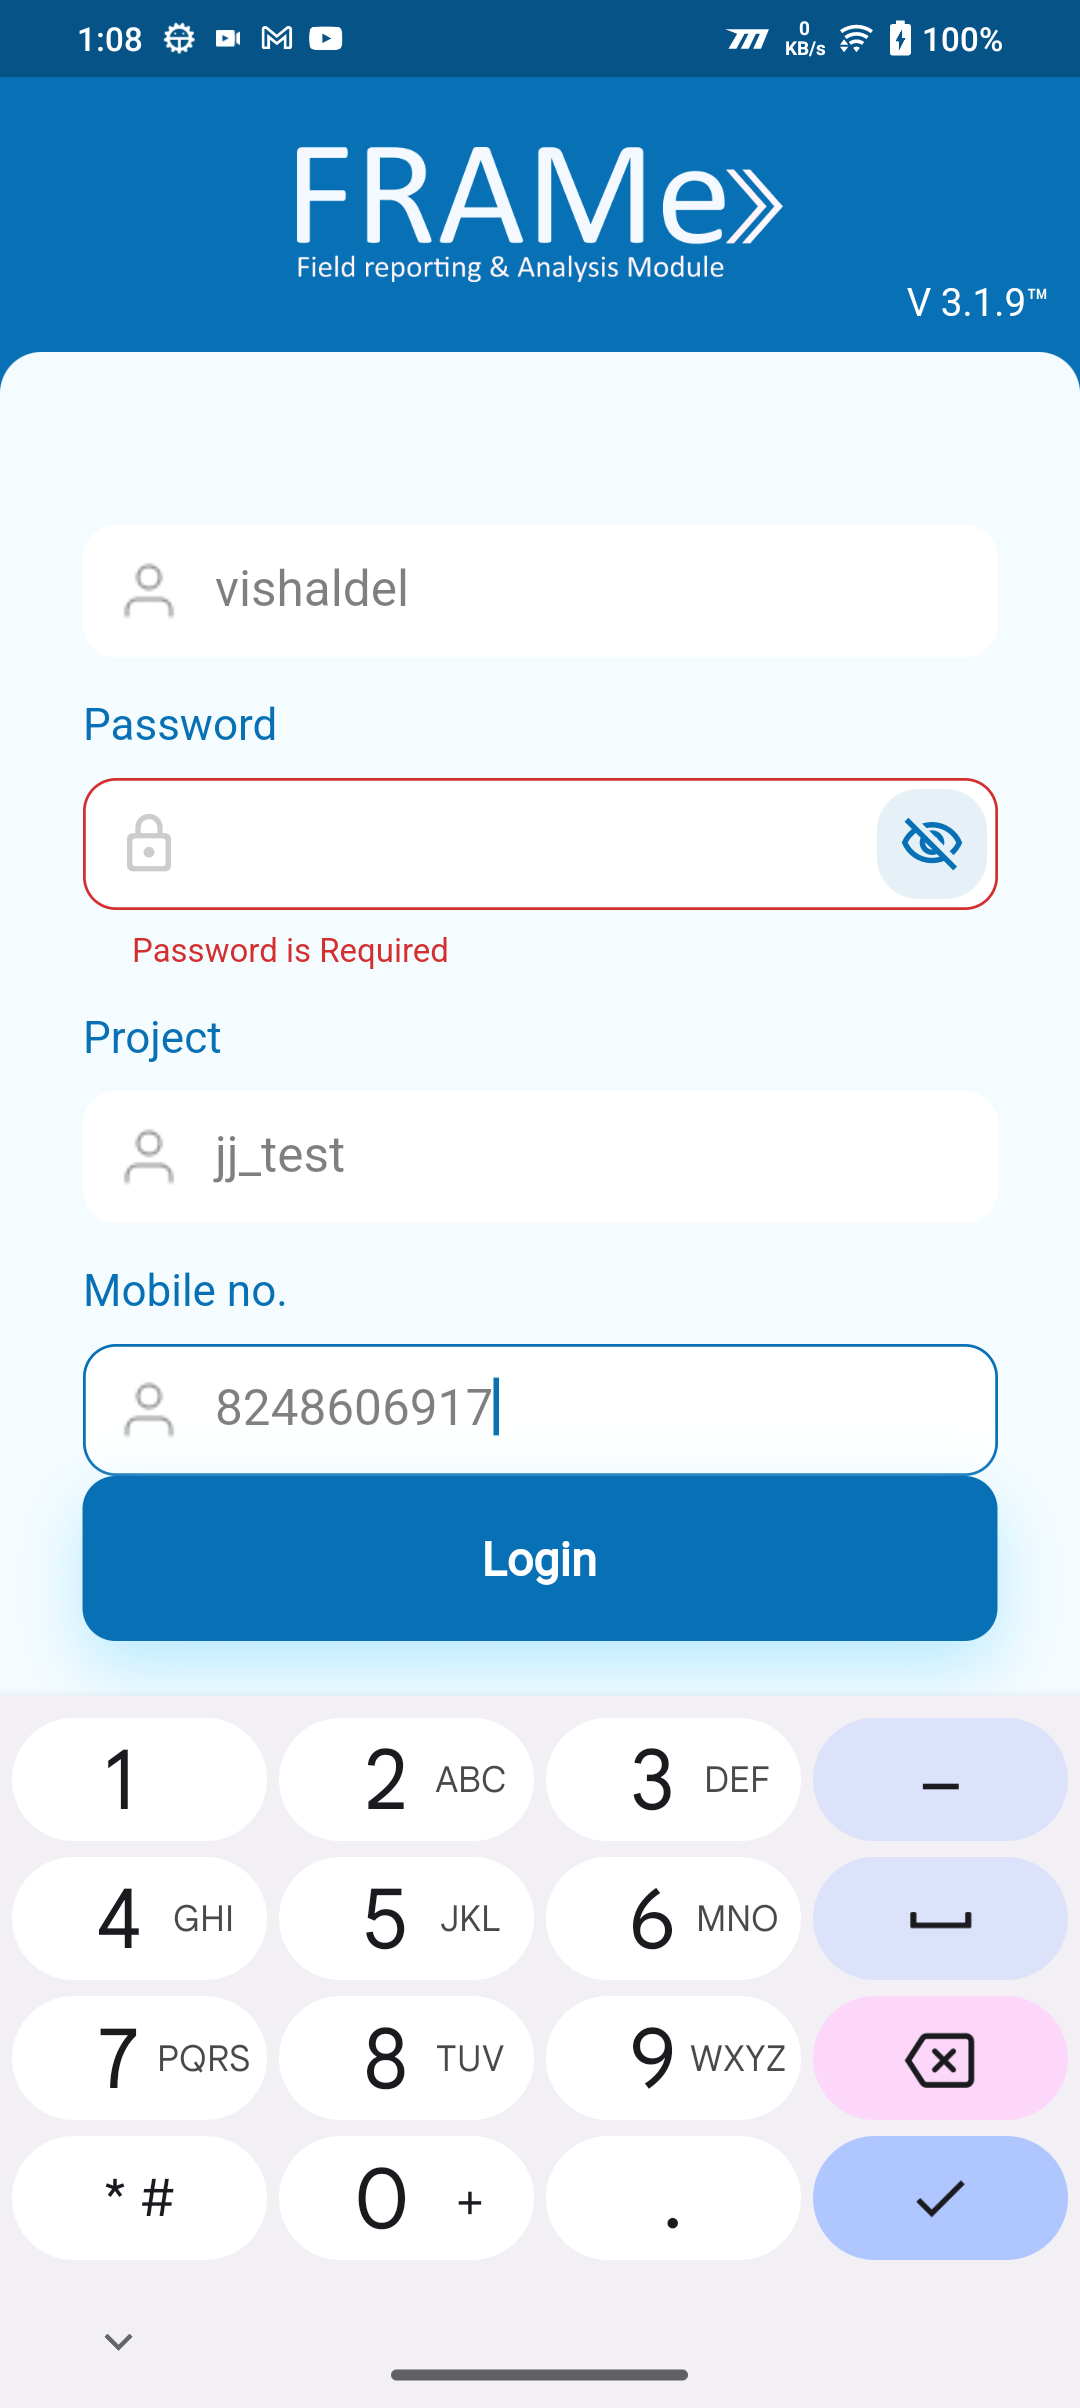 1:08
0 KB/s
100%
FRAMe
Field reporting & Analysis Module
V 3.1.9™
vishaldel
Password
Password is Required
Project
jj_test
Mobile no.
8248606917
Login
1 2 ABC 3 DEF –
4 GHI 5 JKL 6 MNO
7 PQRS 8 TUV 9 WXYZ
* # 0 + .